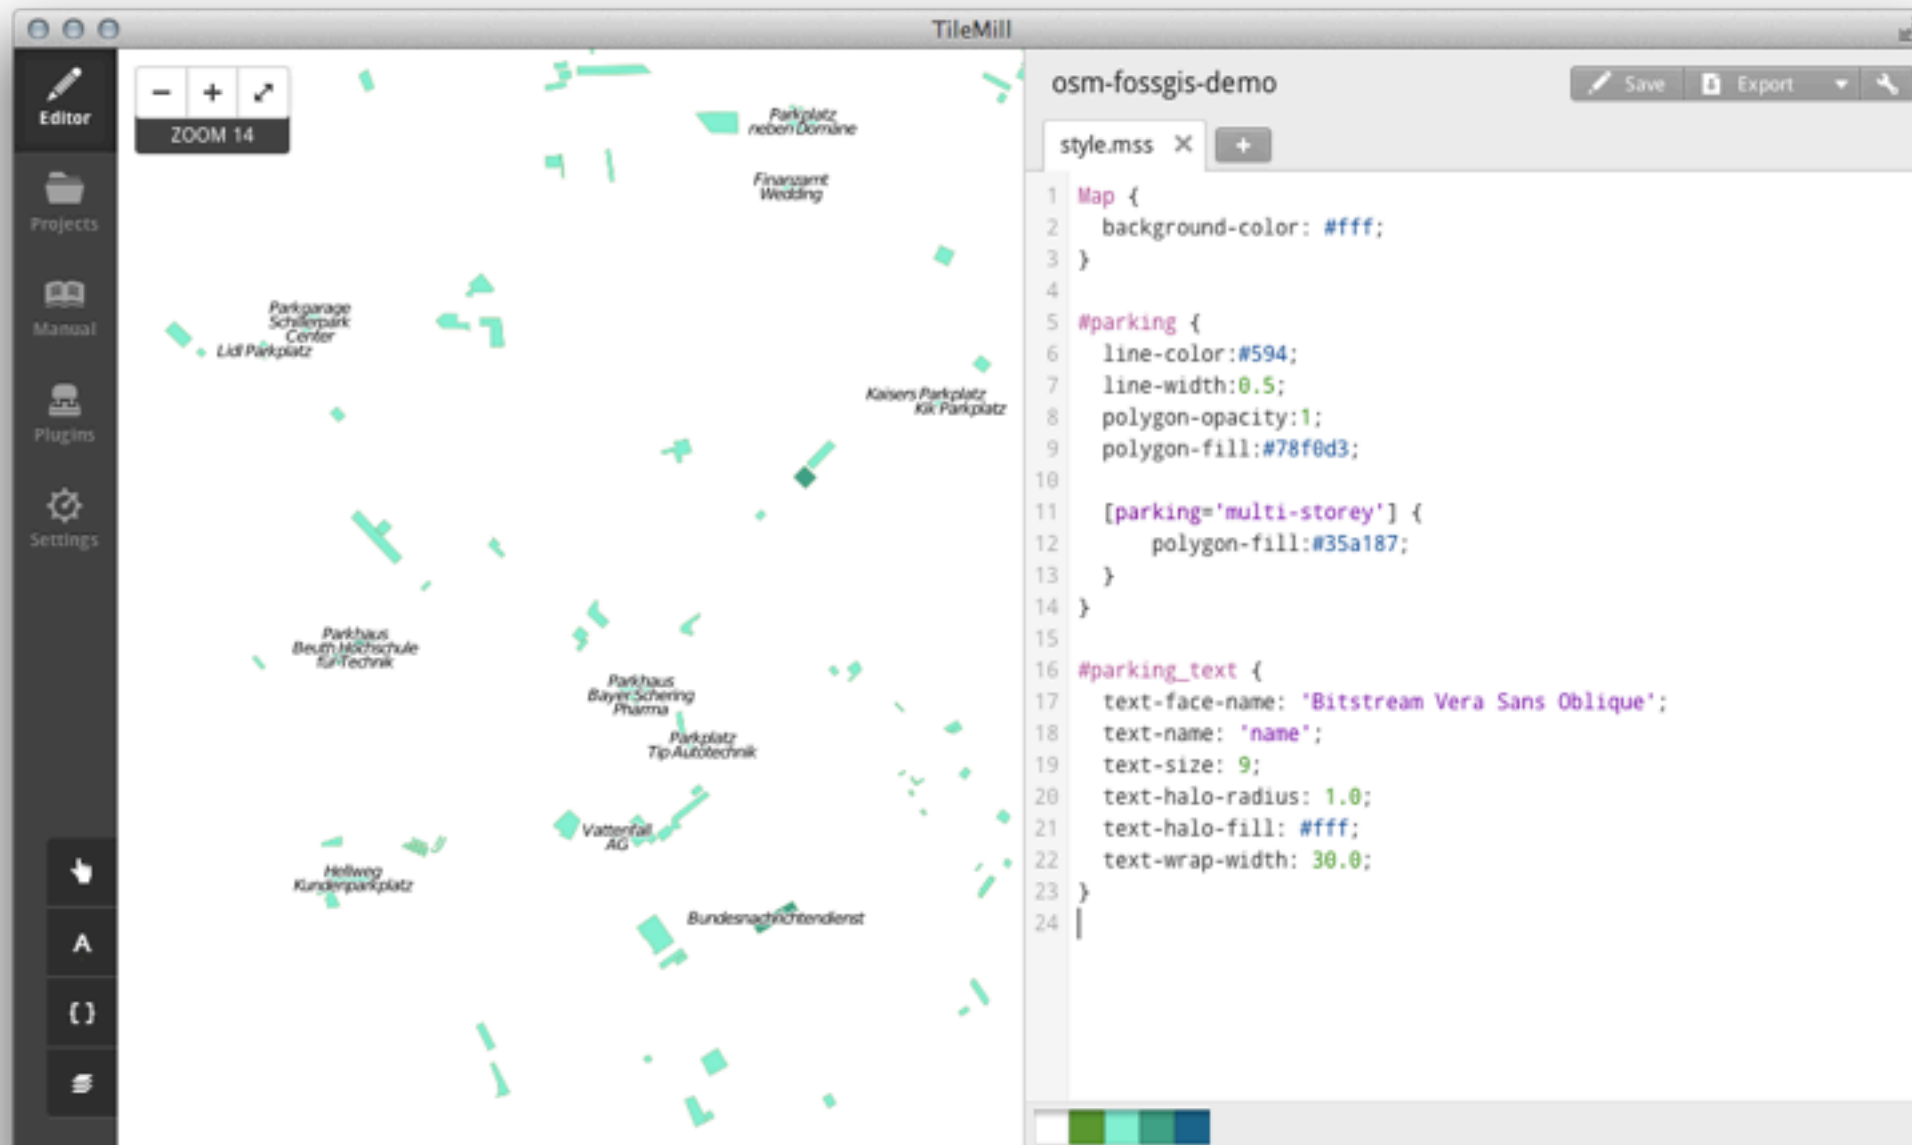 TileMill
Editor
Projects
Manual
Plugins
Settings
A
{ }
ZOOM 14
Parkplatz
neben Domäne
Finanzamt
Wedding
Parkgarage
Schillerpark
Center
Lidl Parkplatz
Kaisers Parkplatz
Kik Parkplatz
Parkhaus
Beuth Hochschule
für Technik
Parkhaus
Bayer Schering
Pharma
Parkplatz
Tip Autotechnik
Vattenfall
AG
Hellweg
Kundenparkplatz
Bundesnachrichtendienst
osm-fossgis-demo
Save
Export
style.mss
1 Map {
2 background-color: #fff;
3 }
4
5 #parking {
6 line-color:#594;
7 line-width:0.5;
8 polygon-opacity:1;
9 polygon-fill:#78f0d3;
10
11 [parking='multi-storey'] {
12 polygon-fill:#35a187;
13 }
14 }
15
16 #parking_text {
17 text-face-name: 'Bitstream Vera Sans Oblique';
18 text-name: 'name';
19 text-size: 9;
20 text-halo-radius: 1.0;
21 text-halo-fill: #fff;
22 text-wrap-width: 30.0;
23 }
24